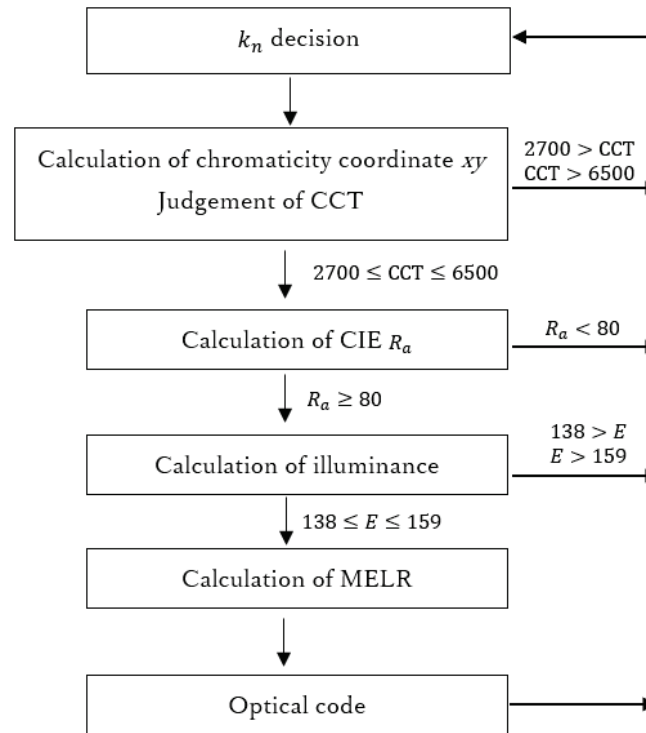 kₙ decision
Calculation of chromaticity coordinate xy
Judgement of CCT
2700 > CCT
CCT > 6500
2700 ≤ CCT ≤ 6500
Calculation of CIE Rₐ
Rₐ < 80
Rₐ ≥ 80
Calculation of illuminance
138 > E
E > 159
138 ≤ E ≤ 159
Calculation of MELR
Optical code